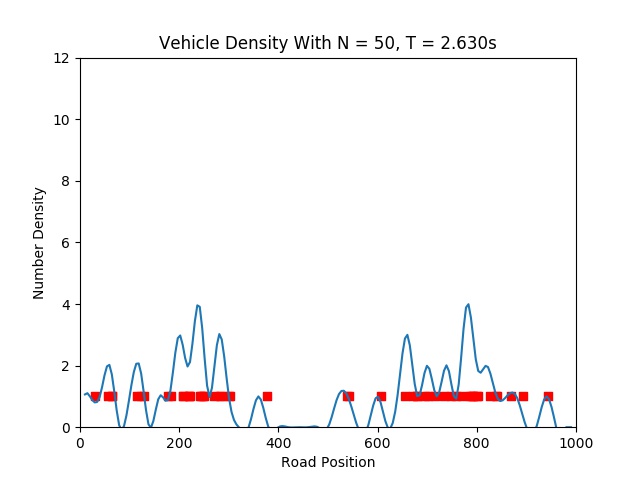 Vehicle Density With N = 50, T = 2.630s
12
10
8
6
4
2
0
Number Density
0 200 400 600 800 1000
Road Position